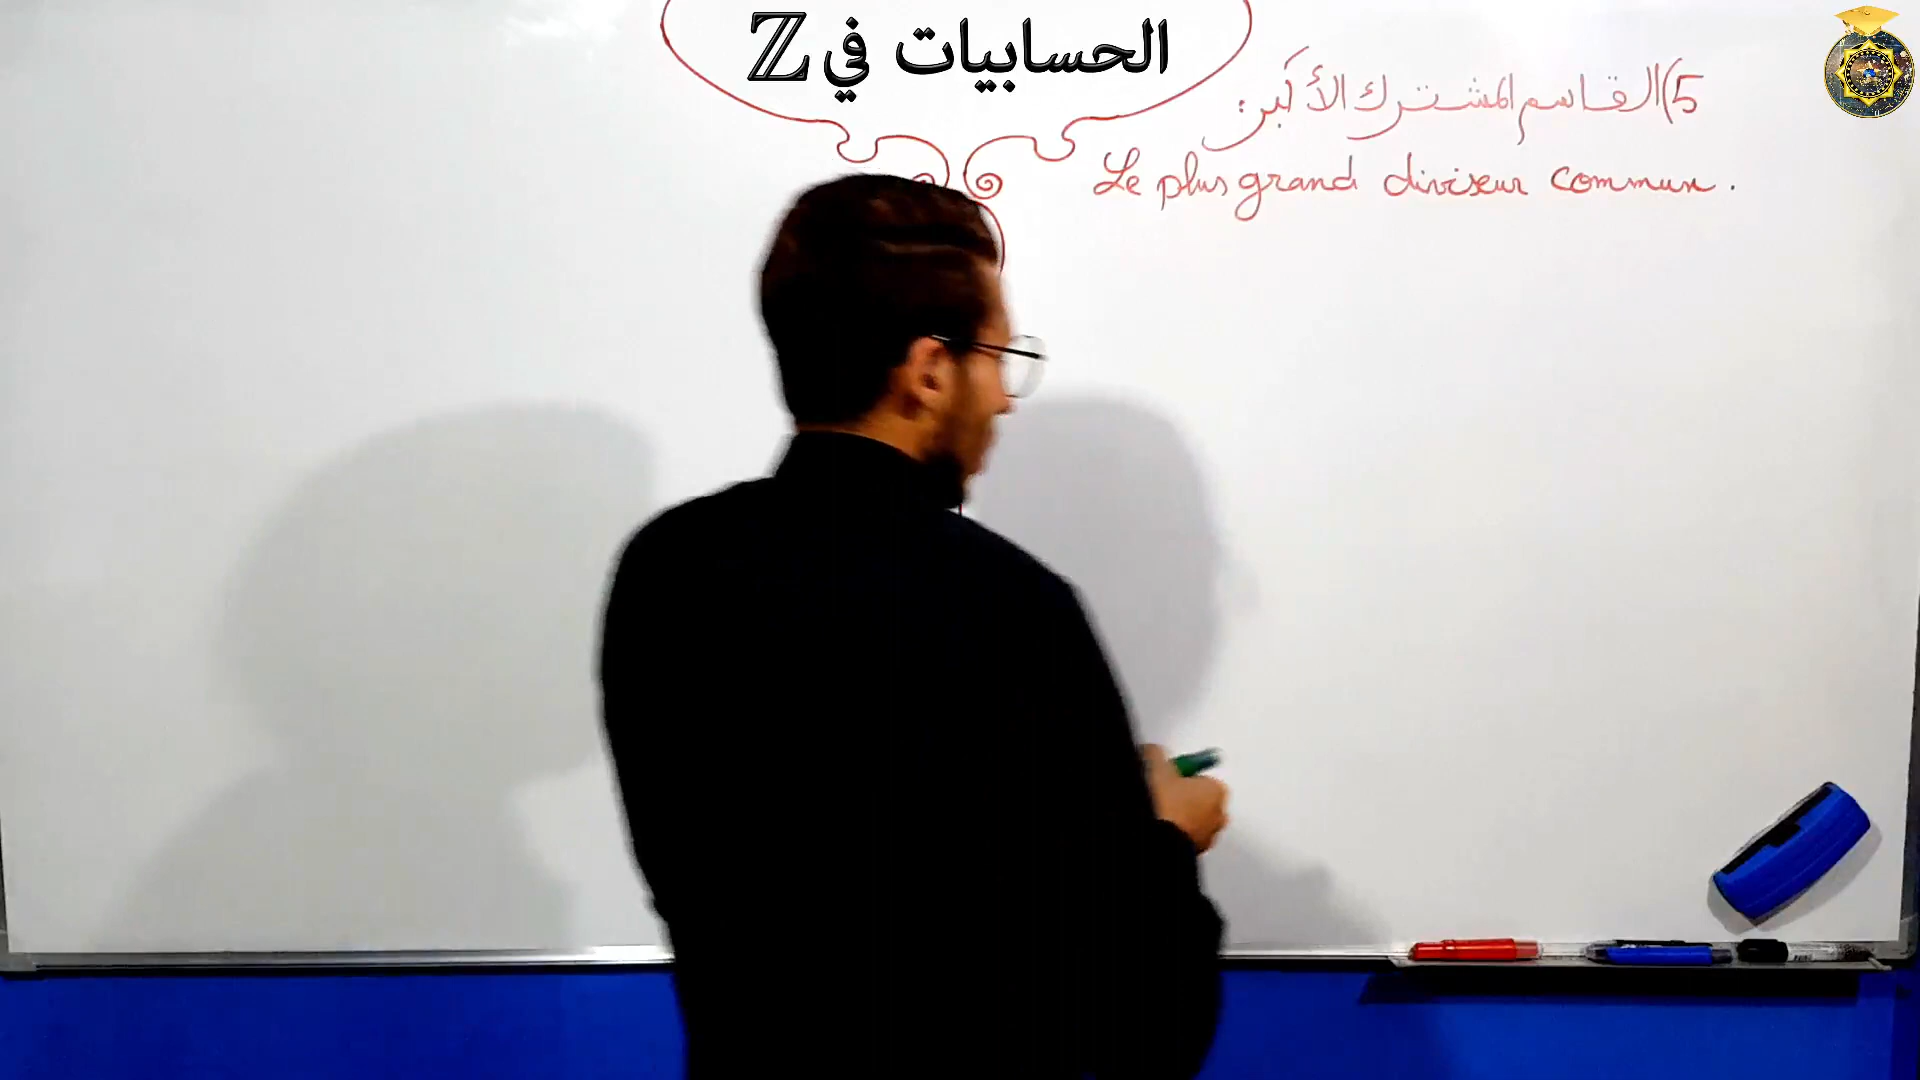 الحسابيات في ℤ
5) القاسم المشترك الأكبر:
Le plus grand diviseur commun.